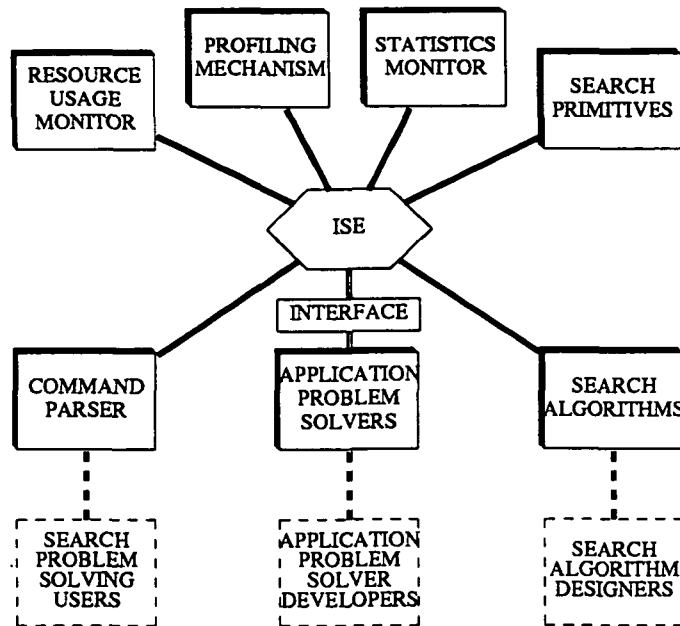 PROFILING
MECHANISM
STATISTICS
MONITOR
RESOURCE
USAGE
MONITOR
SEARCH
PRIMITIVES
ISE
INTERFACE
COMMAND
PARSER
APPLICATION
PROBLEM
SOLVERS
SEARCH
ALGORITHMS
SEARCH
PROBLEM
SOLVING
USERS
APPLICATION
PROBLEM
SOLVER
DEVELOPERS
SEARCH
ALGORITHM
DESIGNERS